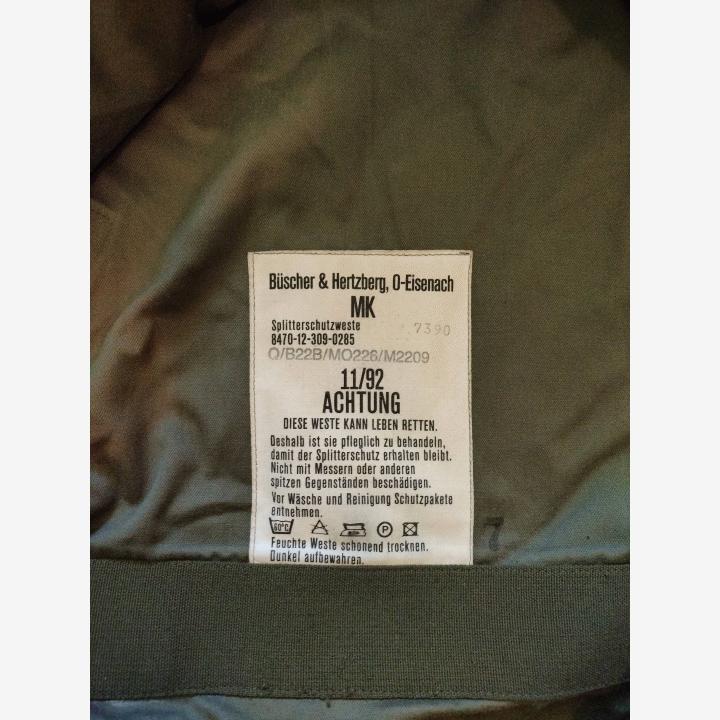 Büscher & Hertzberg, O-Eisenach
MK
Splitterschutzweste 7390
8470-12-309-0285
O/B22B/MO226/M2209
11/92
ACHTUNG
DIESE WESTE KANN LEBEN RETTEN.
Deshalb ist sie pfleglich zu behandeln,
damit der Splitterschutz erhalten bleibt.
Nicht mit Messern oder anderen
spitzen Gegenständen beschädigen.
Vor Wäsche und Reinigung Schutzpakete
entnehmen.
60°C P
Feuchte Weste schonend trocknen.
Dunkel aufbewahren.
7